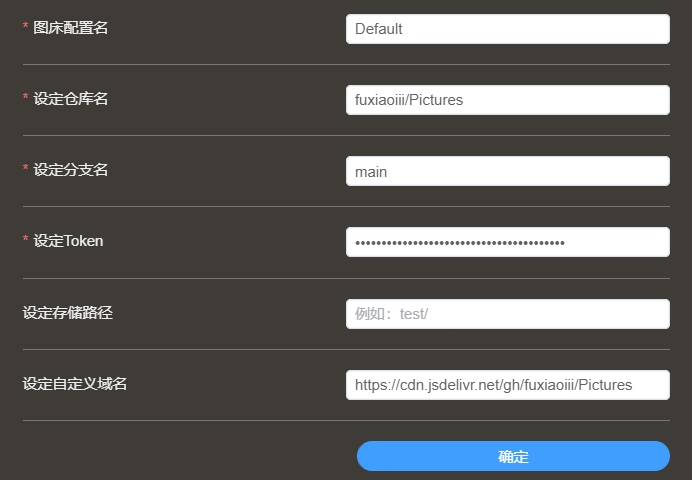 * 图床配置名
Default
* 设定仓库名
fuxiaoiii/Pictures
* 设定分支名
main
* 设定Token
••••••••••••••••••••••••••••••••••••••••
设定存储路径
例如：test/
设定自定义域名
https://cdn.jsdelivr.net/gh/fuxiaoiii/Pictures
确定